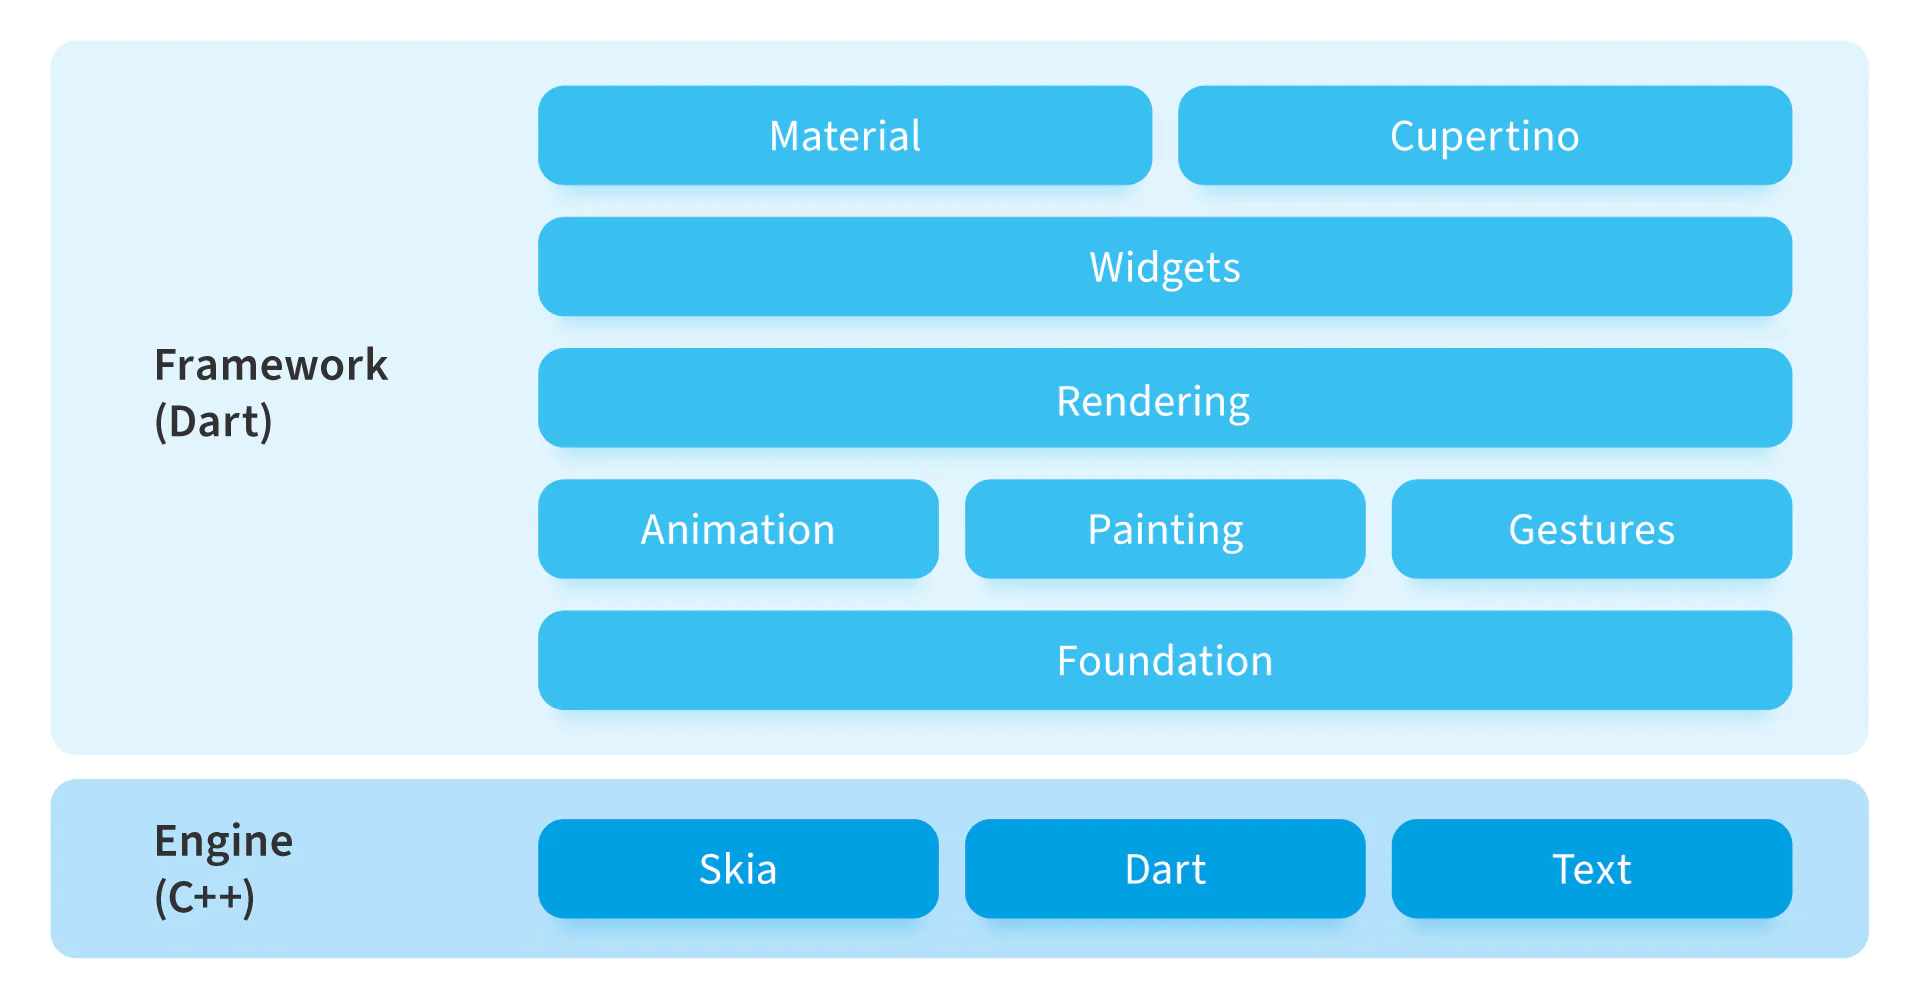 Material
Cupertino
Widgets
Framework
(Dart)
Rendering
Animation
Painting
Gestures
Foundation
Engine
(C++)
Skia
Dart
Text